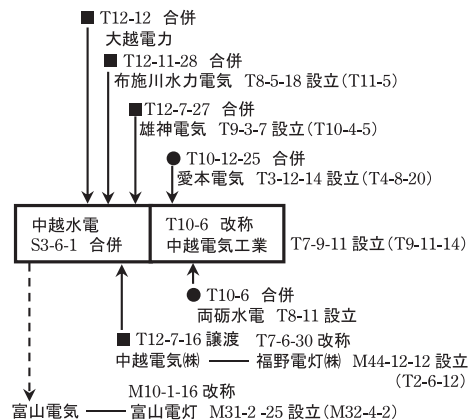 ■ T12-12 合併
大越電力
■ T12-11-28 合併
布施川水力電気 T8-5-18 設立(T11-5)
■ T12-7-27 合併
雄神電気 T9-3-7 設立(T10-4-5)
● T10-12-25 合併
愛本電気 T3-12-14 設立(T4-8-20)
中越水電
S3-6-1 合併
T10-6 改称
中越電気工業
T7-9-11 設立(T9-11-14)
● T10-6 合併
両砺水電 T8-11 設立
■ T12-7-16 譲渡 T7-6-30 改称
中越電気㈱ 福野電灯㈱ M44-12-12 設立
(T2-6-12)
M10-1-16 改称
富山電気 富山電灯 M31-2 -25 設立(M32-4-2)